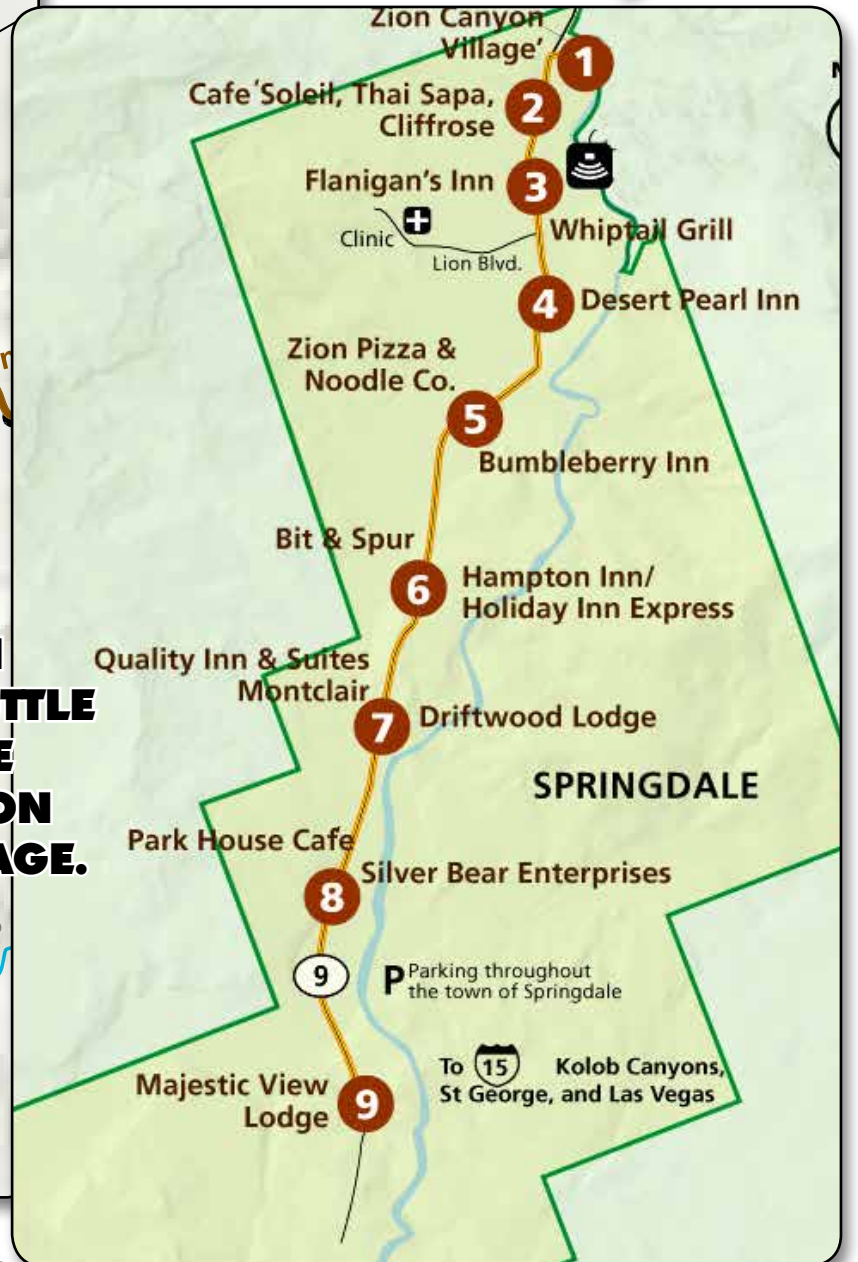 Zion Canyon
Village'
1
Cafe´Soleil, Thai Sapa,
Cliffrose
2
Flanigan's Inn
3
Clinic
Lion Blvd.
Whiptail Grill
4
Desert Pearl Inn
Zion Pizza &
Noodle Co.
5
Bumbleberry Inn
Bit & Spur
6
Hampton Inn/
Holiday Inn Express
Quality Inn & Suites
Montclair
7
Driftwood Lodge
SPRINGDALE
Park House Cafe
Silver Bear Enterprises
8
9
P Parking throughout
the town of Springdale
To 15 Kolob Canyons,
St George, and Las Vegas
Majestic View
Lodge
9